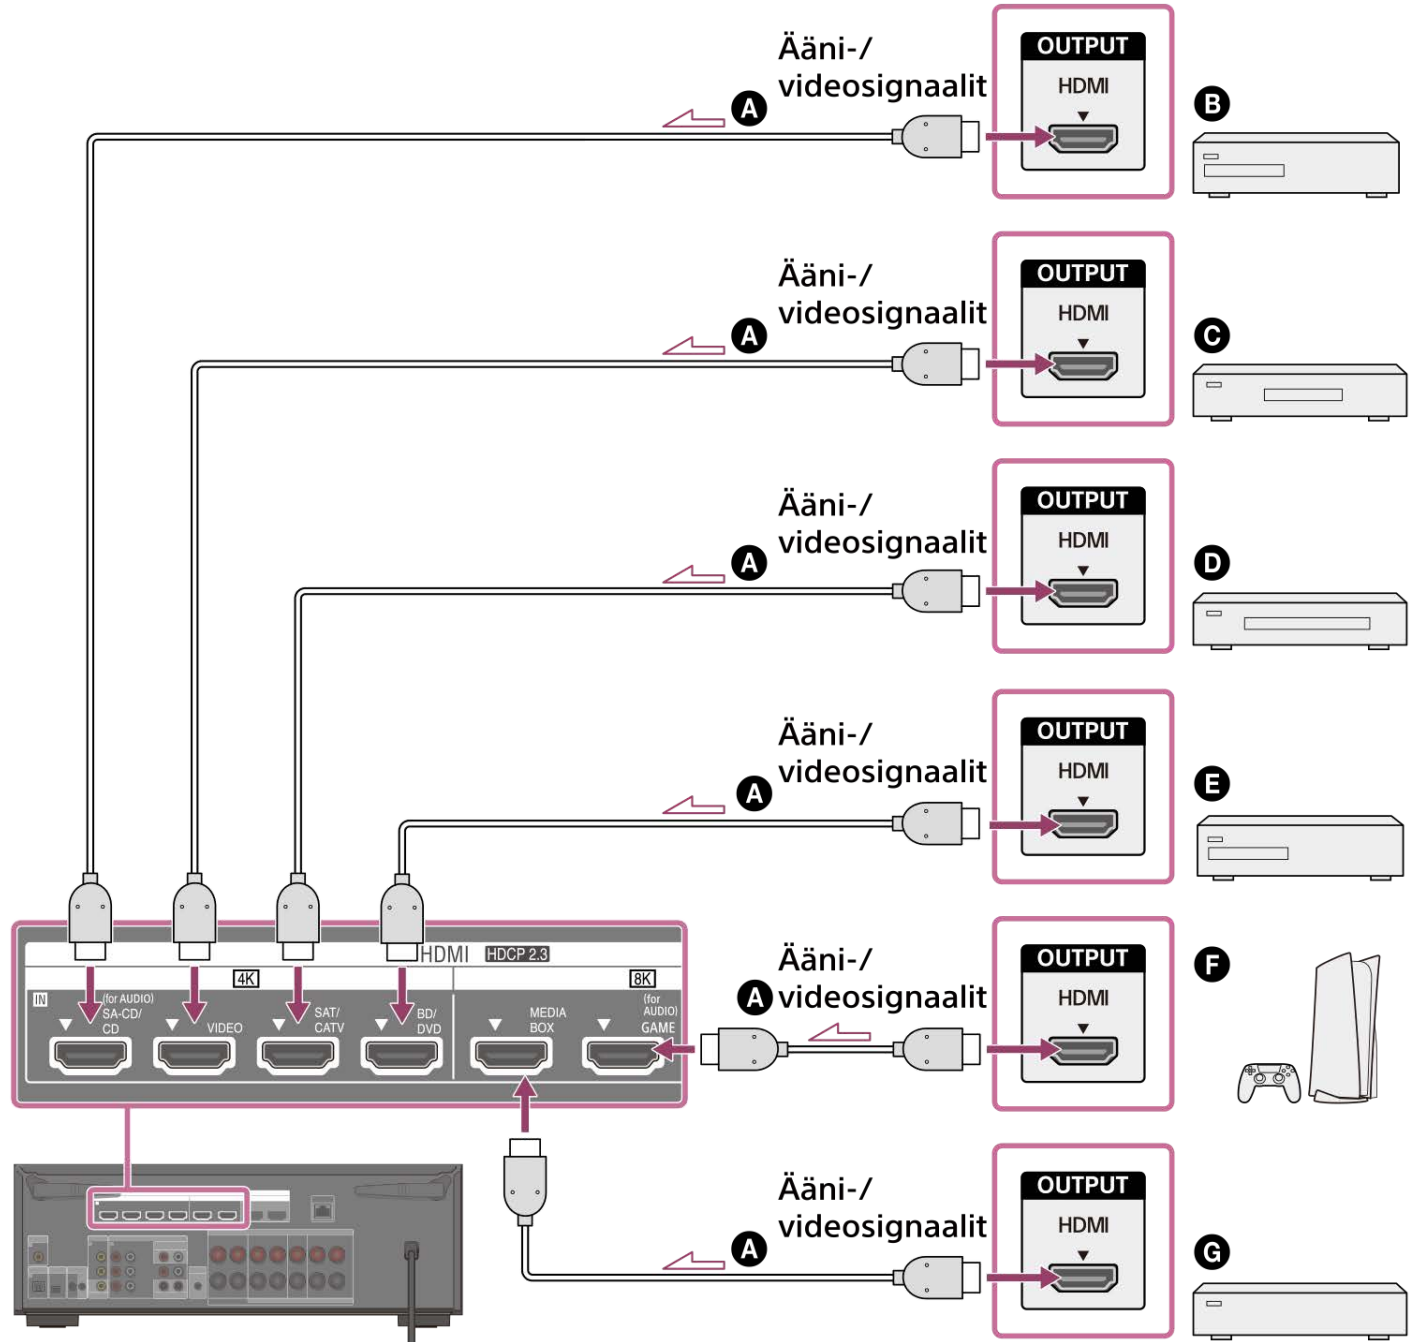 Ääni-/
videosignaalit
A
OUTPUT
HDMI
B
Ääni-/
videosignaalit
A
OUTPUT
HDMI
C
Ääni-/
videosignaalit
A
OUTPUT
HDMI
D
Ääni-/
videosignaalit
A
OUTPUT
HDMI
E
HDMI HDCP 2.3
4K
8K
IN
(for AUDIO)
SA-CD/
CD
VIDEO
SAT/
CATV
BD/
DVD
MEDIA
BOX
(for
AUDIO)
GAME
Ääni-/
videosignaalit
A
OUTPUT
HDMI
F
Ääni-/
videosignaalit
A
OUTPUT
HDMI
G